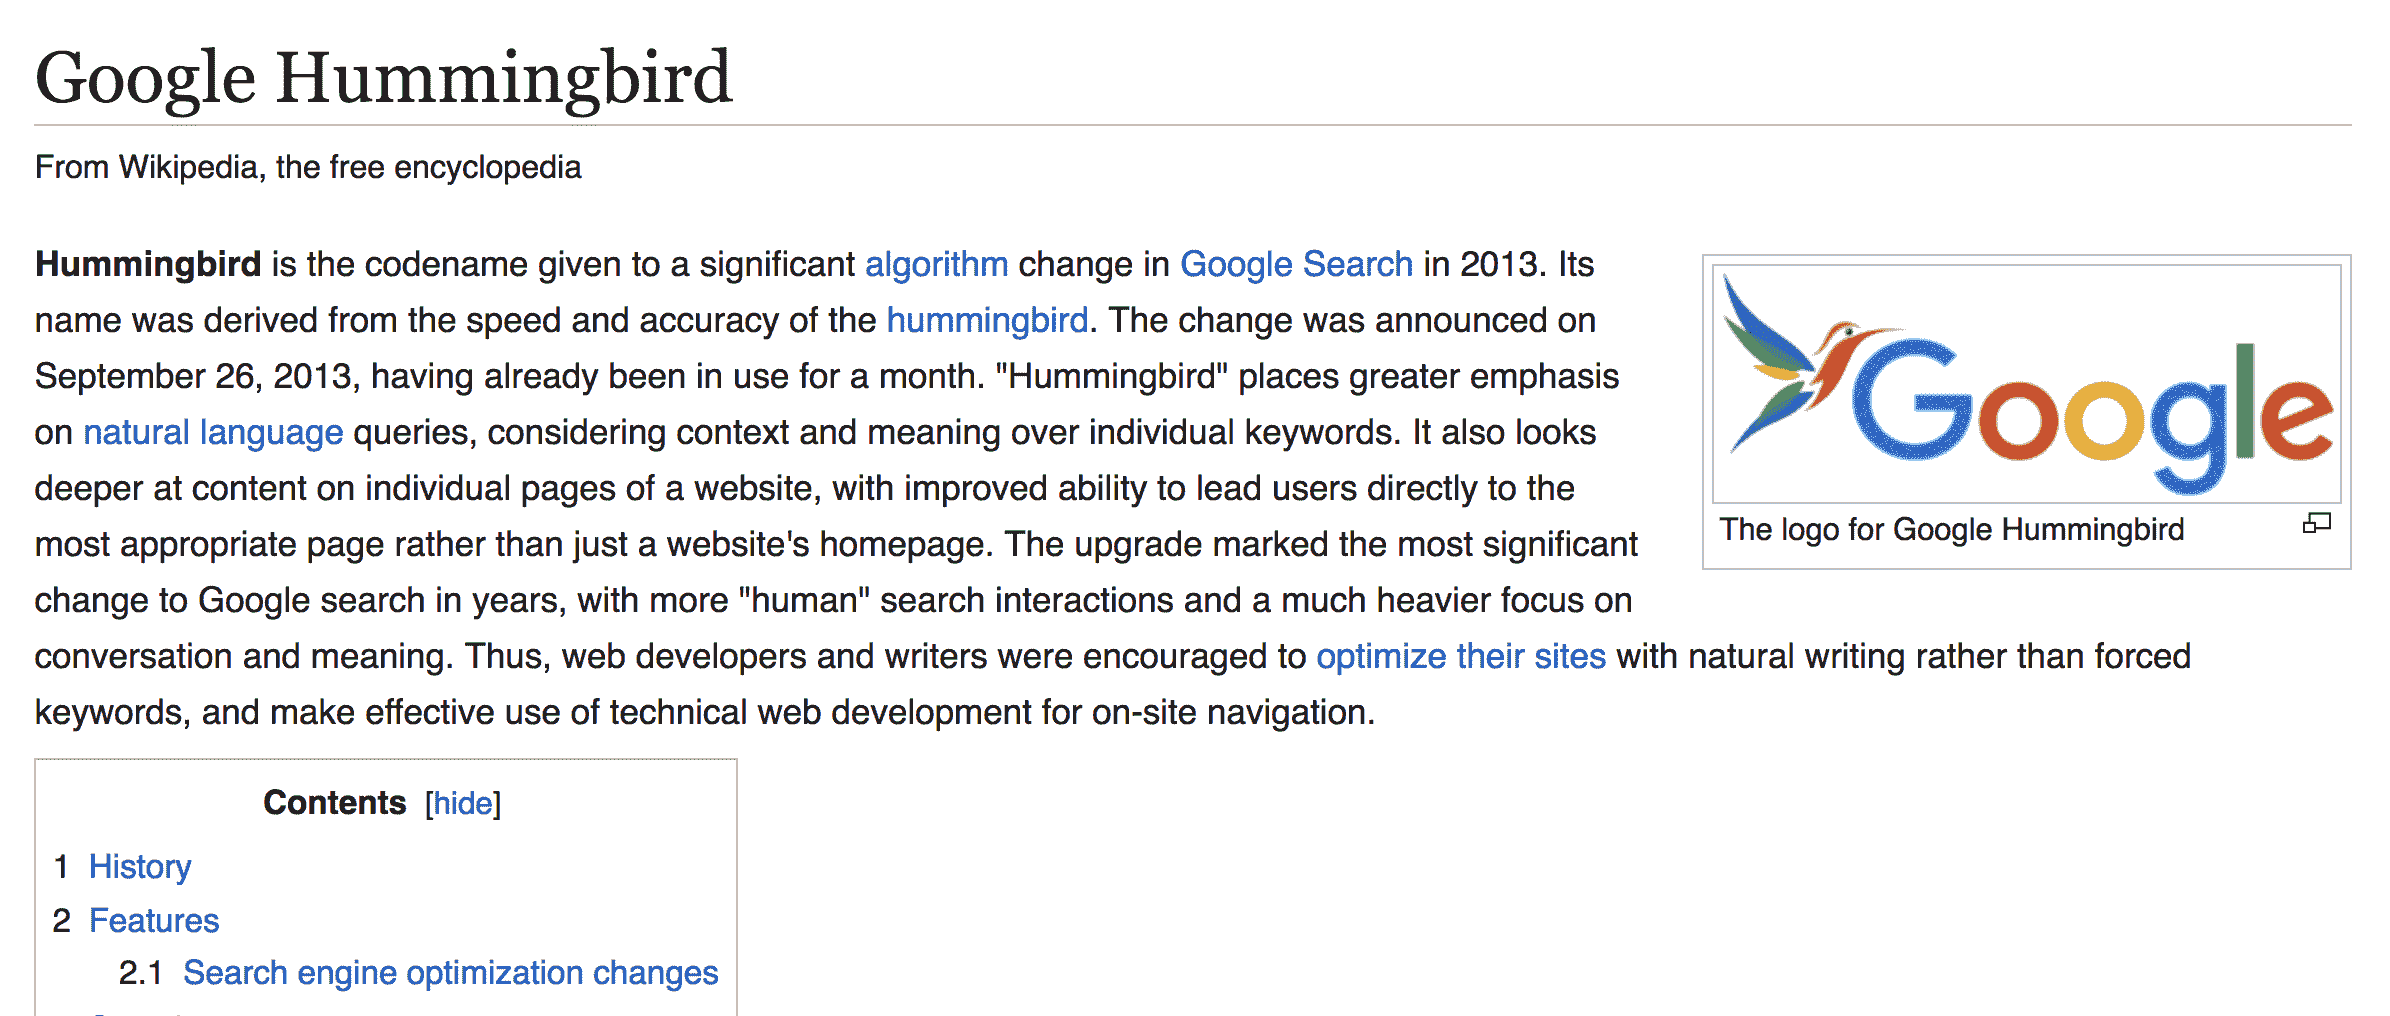 Google Hummingbird
From Wikipedia, the free encyclopedia
Hummingbird is the codename given to a significant algorithm change in Google Search in 2013. Its
name was derived from the speed and accuracy of the hummingbird. The change was announced on
September 26, 2013, having already been in use for a month. "Hummingbird" places greater emphasis
on natural language queries, considering context and meaning over individual keywords. It also looks
deeper at content on individual pages of a website, with improved ability to lead users directly to the
most appropriate page rather than just a website's homepage. The upgrade marked the most significant
change to Google search in years, with more "human" search interactions and a much heavier focus on
conversation and meaning. Thus, web developers and writers were encouraged to optimize their sites with natural writing rather than forced
keywords, and make effective use of technical web development for on-site navigation.
Google
The logo for Google Hummingbird
Contents [hide]
1 History
2 Features
2.1 Search engine optimization changes